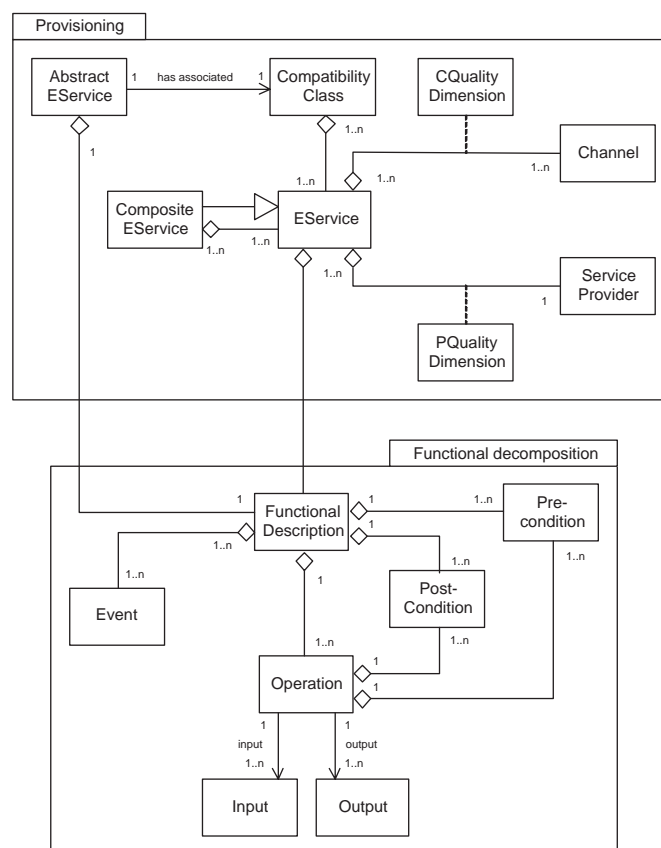 Provisioning
Abstract
EService
1
has associated
1
Compatibility
Class
CQuality
Dimension
1
1..n
Channel
1..n
1..n
1..n
Composite
EService
EService
1..n
1..n
1..n
Service
Provider
1
PQuality
Dimension
Functional decomposition
1
Functional
Description
1
1..n
Pre-
condition
1..n
1
1..n
1..n
1..n
Event
1
Post-
Condition
1..n
1..n
Operation
1
1
1
1
input
output
1..n
1..n
Input
Output